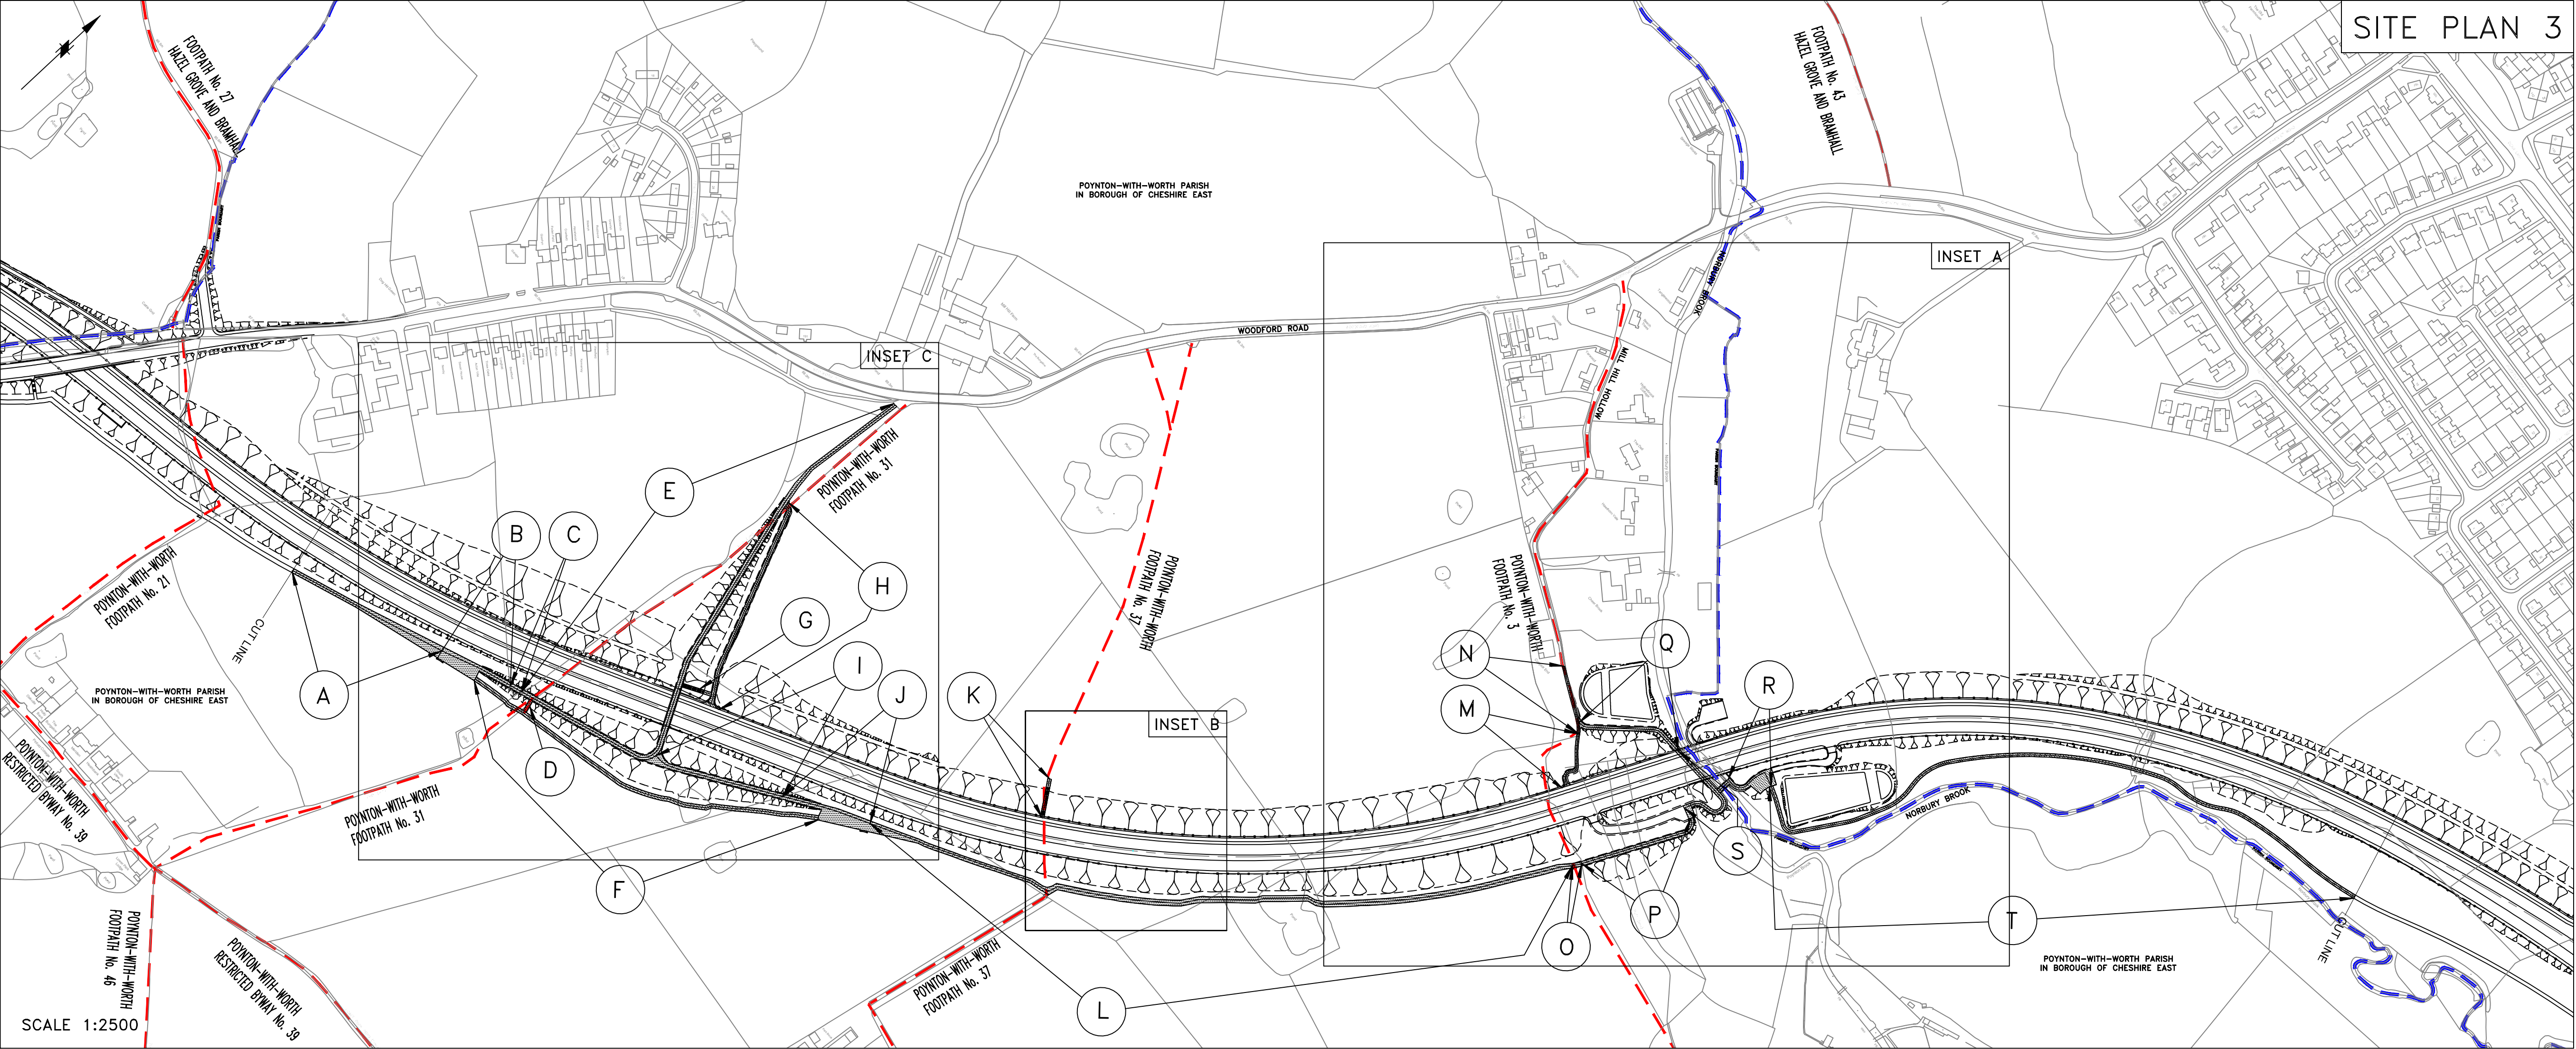 SITE PLAN 3
FOOTPATH No. 27
HAZEL GROVE AND BRAMHALL
FOOTPATH No. 43
HAZEL GROVE AND BRAMHALL
POYNTON-WITH-WORTH PARISH
IN BOROUGH OF CHESHIRE EAST
NORBURY BROOK
INSET A
WOODFORD ROAD
INSET C
MILL HILL HOLLOW
POYNTON-WITH-WORTH
FOOTPATH No. 31
E
B
C
H
G
POYNTON-WITH-WORTH
FOOTPATH No. 21
CUT LINE
POYNTON-WITH-WORTH
FOOTPATH No. 37
POYNTON-WITH-WORTH
FOOTPATH No. 3
N
Q
I
R
A
J
K
M
INSET B
POYNTON-WITH-WORTH PARISH
IN BOROUGH OF CHESHIRE EAST
D
POYNTON-WITH-WORTH
RESTRICTED BYWAY No. 39
POYNTON-WITH-WORTH
FOOTPATH No. 31
NORBURY BROOK
S
F
P
T
O
L
POYNTON-WITH-WORTH
FOOTPATH No. 46
POYNTON-WITH-WORTH
RESTRICTED BYWAY No. 39
POYNTON-WITH-WORTH
FOOTPATH No. 37
CUT LINE
POYNTON-WITH-WORTH PARISH
IN BOROUGH OF CHESHIRE EAST
SCALE 1:2500